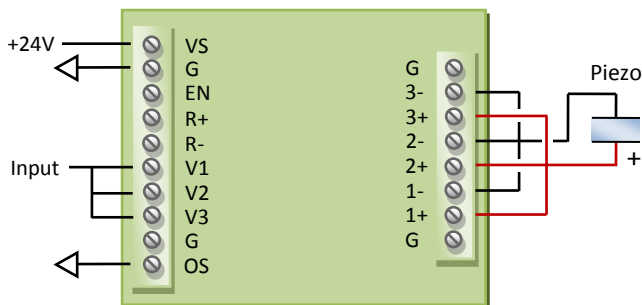 +24V
VS
G
EN
R+
R-
Input
V1
V2
V3
G
OS
G
3-
3+
2-
2+
1-
1+
G
Piezo
+